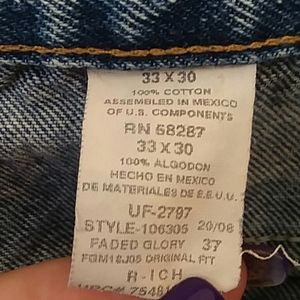 33 X 30
100% COTTON
ASSEMBLED IN MEXICO
OF U.S. COMPONENTS
RN 58287
33 X 30
100% ALGODON
HECHO EN MEXICO
DE MATERIALES DE E.E.U.U.
UF-2797
STYLE-106305 20/08
FADED GLORY 37
FGM18J05 ORIGINAL FIT
R-ICH